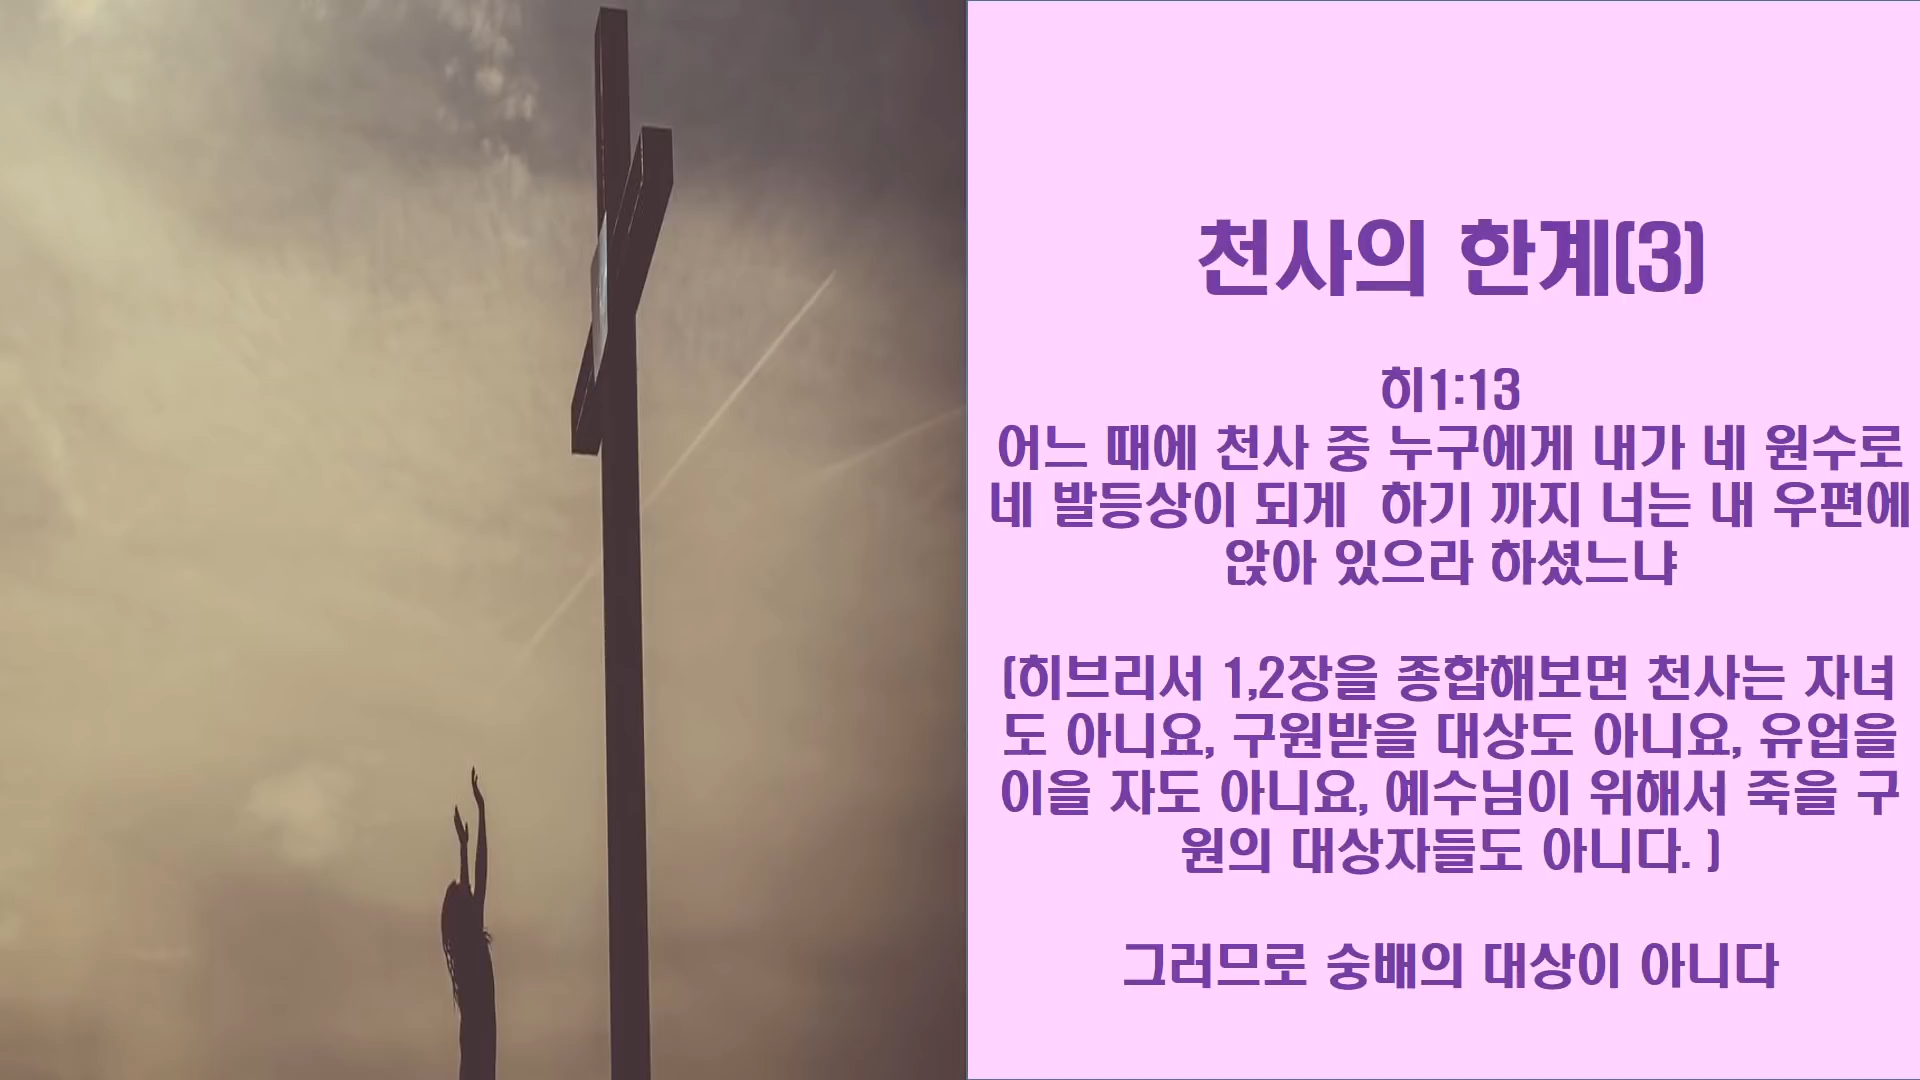 천사의 한계(3)
히1:13
어느 때에 천사 중 누구에게 내가 네 원수로
네 발등상이 되게  하기 까지 너는 내 우편에
앉아 있으라 하셨느냐
(히브리서 1,2장을 종합해보면 천사는 자녀
도 아니요, 구원받을 대상도 아니요, 유업을
이을 자도 아니요, 예수님이 위해서 죽을 구
원의 대상자들도 아니다. )
그러므로 숭배의 대상이 아니다